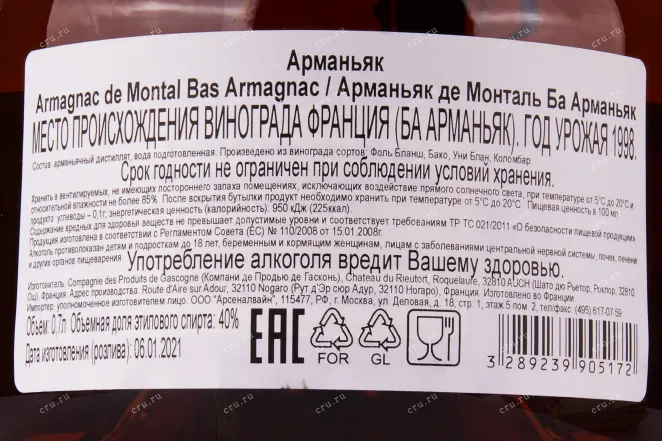 Арманьяк
Armagnac de Montal Bas Armagnac / Арманьяк де Монталь Ба Арманьяк
МЕСТО ПРОИСХОЖДЕНИЯ ВИНОГРАДА ФРАНЦИЯ (БА АРМАНЬЯК). ГОД УРОЖАЯ 1998.
Состав: арманьячный дистиллят, вода подготовленная. Произведено из винограда сортов: Фоль Бланш, Бако, Уни Блан, Коломбар.
Срок годности не ограничен при соблюдении условий хранения.
Хранить в вентилируемых, не имеющих постороннего запаха помещениях, исключающих воздействие прямого солнечного света, при температуре от 5°С до 20°С и
относительной влажности не более 85%. После вскрытия бутылки продукт необходимо хранить при температуре от 5°С до 20°С. Пищевая ценность в 100 мл
продукта: углеводы – 0,1г; энергетическая ценность (калорийность): 950 кДж (225ккал).
Содержание вредных для здоровья веществ не превышает допустимые уровни и соответствует требованиям ТР ТС 021/2011 «О безопасности пищевой продукции»
Продукция изготовлена в соответствии с Регламентом Совета (ЕС) № 110/2008 от 15.01.2008г.
Алкоголь противопоказан детям и подросткам до 18 лет, беременным и кормящим женщинам, лицам с заболеваниями центральной нервной системы, почек, печени
и других органов пищеварения
Употребление алкоголя вредит Вашему здоровью.
Изготовитель: Compagnie des Produits de Gascogne (Компани де Продью де Гасконь), Chateau du Rieutort, Roquelaure, 32810 AUCH (Шато дю Рьетор, Роклор, 32810
Ош), Франция. Адрес производства: Route d'Aire sur Adour, 32110 Nogaro (Рут д'Эр сюр Адур, 32110 Ногаро), Франция. Изготовлено во Франции.
Импортер, уполномоченное изготовителем лицо: ООО "Арсеналвайн", 115477, РФ, г. Москва, ул. Деловая, д. 18, стр. 1, этаж 5 пом. 2, тел/факс: (495) 617-07-59
Объем: 0,7л Объемная доля этилового спирта: 40%
Дата изготовления (розлива): 06.01.2021
EAC
FOR
GL
3 289239 905172
cru.ru